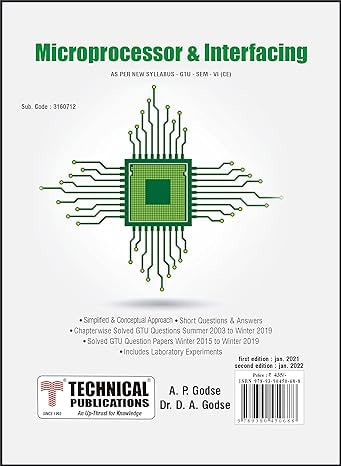 Microprocessor & Interfacing
AS PER NEW SYLLABUS - GTU - SEM - VI (CE)
Sub. Code : 3160712
• Simplified & Conceptual Approach • Short Questions & Answers
• Chapterwise Solved GTU Questions Summer 2003 to Winter 2019
• Solved GTU Question Papers Winter 2015 to Winter 2019
• Includes Laboratory Experiments
first edition : jan. 2021
second edition : jan. 2022
TECHNICAL
PUBLICATIONS
SINCE 1993
An Up-Thrust for Knowledge
A. P. Godse
Dr. D. A. Godse